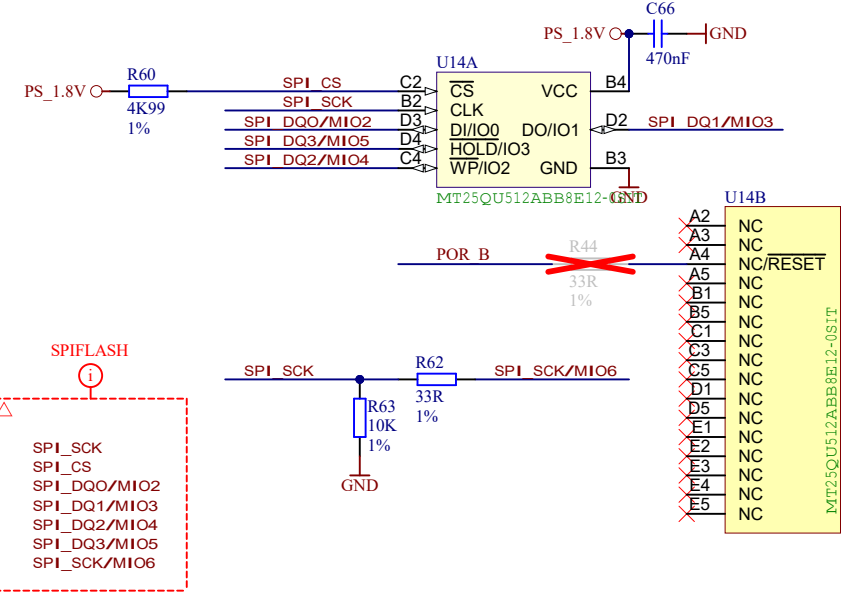 C66
PS_1.8V
GND
470nF
U14A
R60
PS_1.8V
4K99
1%
SPI_CS
C2
CS
VCC
B4
SPI_SCK
B2
CLK
SPI_DQ0/MIO2
D3
DI/IO0
DO/IO1
D2
SPI_DQ1/MIO3
SPI_DQ3/MIO5
D4
HOLD/IO3
SPI_DQ2/MIO4
C4
WP/IO2
GND
B3
MT25QU512ABB8E12-0SIT
GND
U14B
A2
NC
A3
NC
POR_B
R44
33R
1%
A4
NC/RESET
A5
NC
B1
NC
B5
NC
C1
NC
C3
NC
C5
NC
D1
NC
D5
NC
E1
NC
E2
NC
E3
NC
E4
NC
E5
NC
MT25QU512ABB8E12-0SIT
SPI_SCK
R62
33R
1%
SPI_SCK/MIO6
R63
10K
1%
GND
SPIFLASH
i
SPI_SCK
SPI_CS
SPI_DQ0/MIO2
SPI_DQ1/MIO3
SPI_DQ2/MIO4
SPI_DQ3/MIO5
SPI_SCK/MIO6